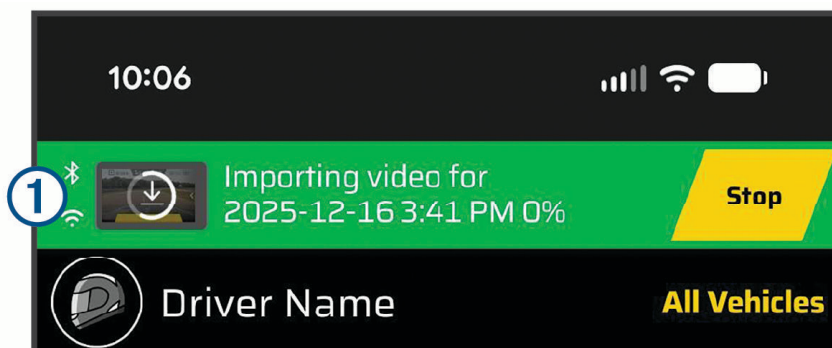 10:06
1
Importing video for
2025-12-16 3:41 PM 0%
Stop
Driver Name
All Vehicles